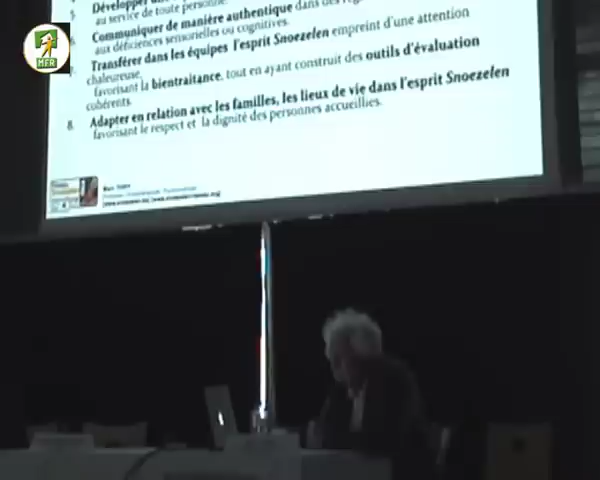 MFR
5 Développer
au service de toute personne
6. Communiquer de manière authentique dans des
aux déficiences sensorielles ou cognitives.
7. Transférer dans les équipes l'esprit Snoezelen empreint d'une attention
chaleureuse,
favorisant la bientraitance, tout en ayant construit des outils d'évaluation
cohérents.
8. Adapter en relation avec les familles, les lieux de vie dans l'esprit Snoezelen
favorisant le respect et la dignité des personnes accueillies.